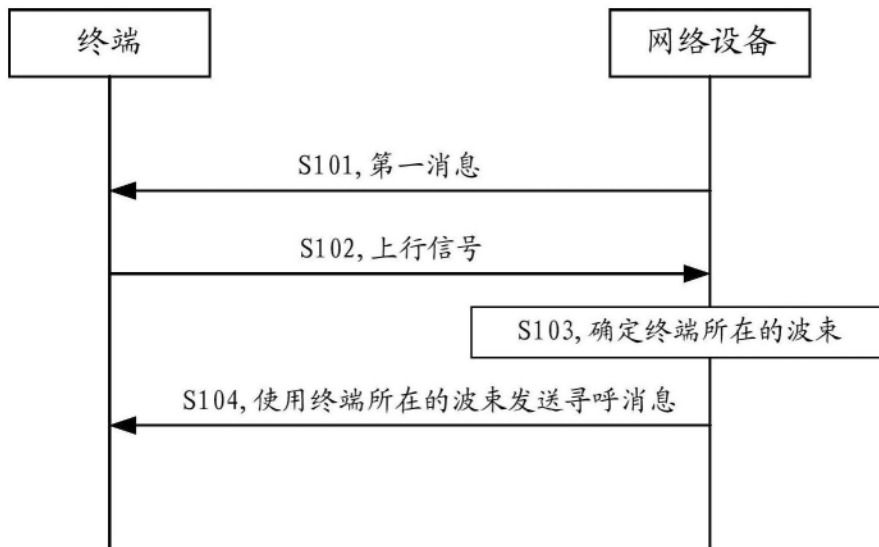 终端
网络设备
S101,第一消息
S102,上行信号
S103,确定终端所在的波束
S104,使用终端所在的波束发送寻呼消息